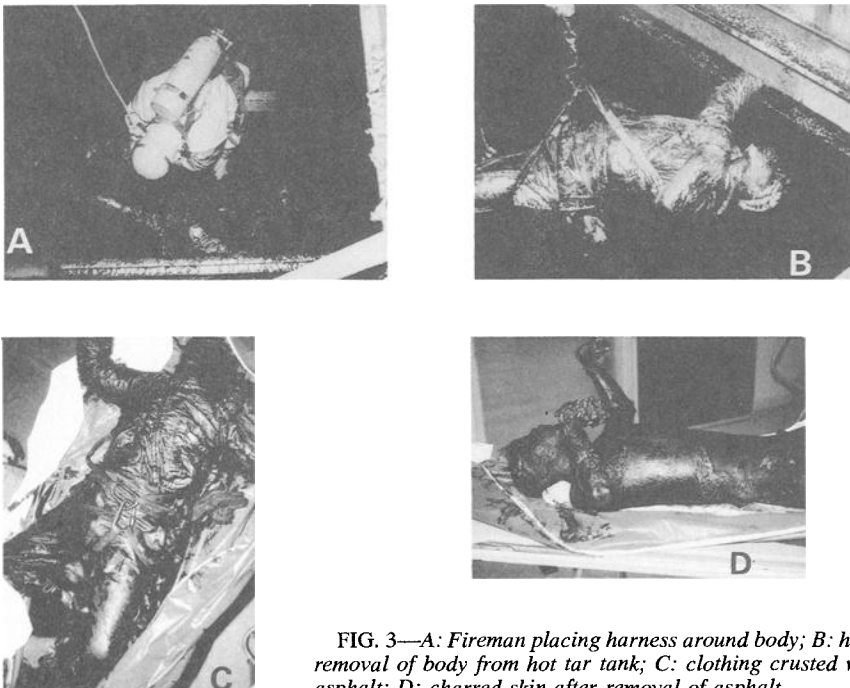 A
B
C
D
FIG. 3—A: Fireman placing harness around body; B: h
removal of body from hot tar tank; C: clothing crusted
asphalt; D: charred skin after removal of asphalt